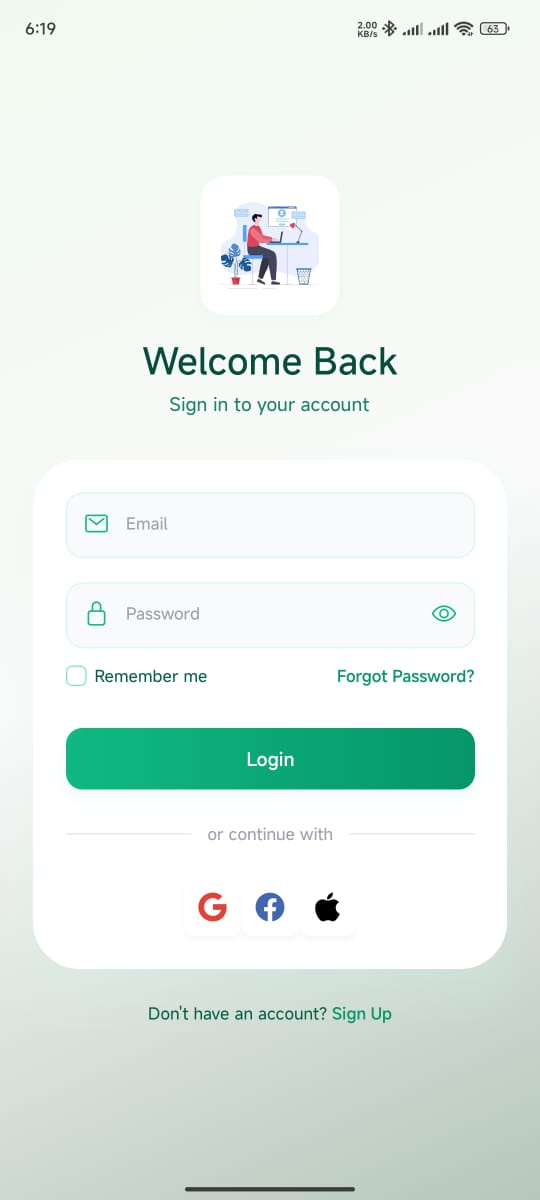 6:19
2.00
KB/s
63
Welcome Back
Sign in to your account
Email
Password
Remember me
Forgot Password?
Login
or continue with
Don't have an account? Sign Up